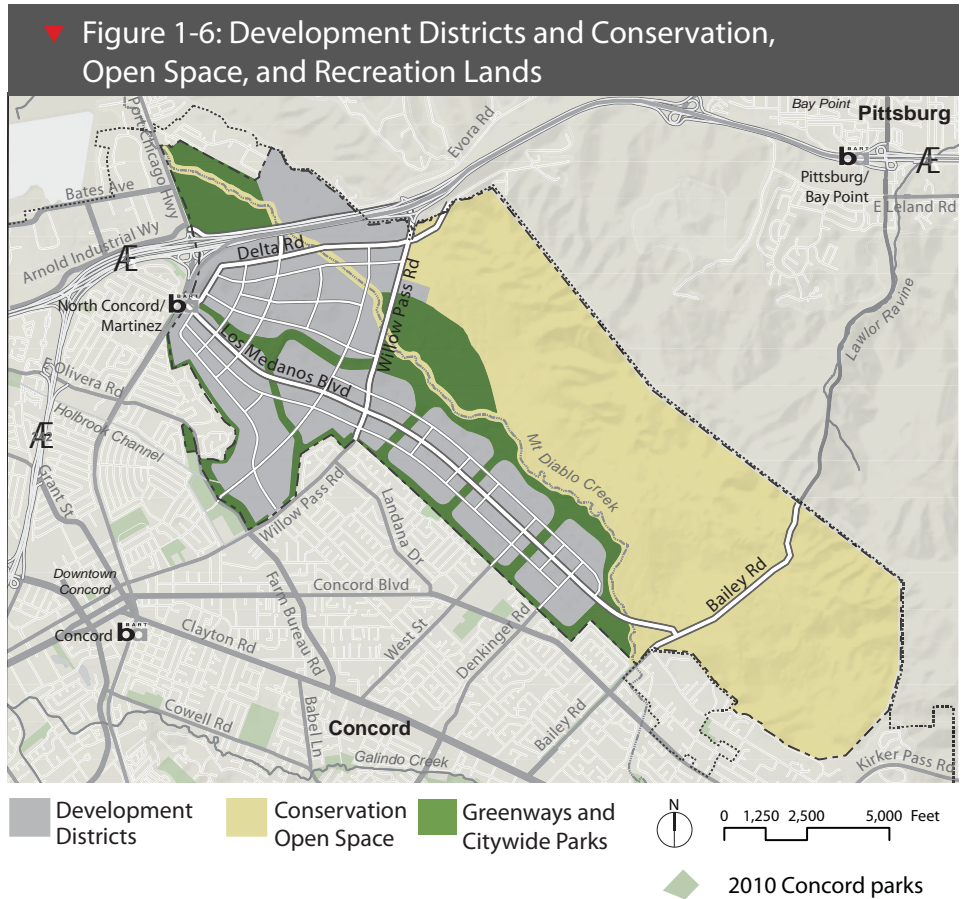 Figure 1-6: Development Districts and Conservation,
Open Space, and Recreation Lands
Bay Point
Pittsburg
Port Chicago Hwy
Evora Rd
BART
b
Pittsburg/
Bay Point
Æ
Bates Ave
E Leland Rd
Arnold Industrial Wy
Æ
Delta Rd
Willow Pass Rd
BART
b
North Concord/
Martinez
Lawlor Ravine
Los Medanos Blvd
Olivera Rd
Holbrook Channel
Æ
Mt Diablo Creek
Grant St
Willow Pass Rd
Landana Dr
Bailey Rd
Downtown
Concord
Concord Blvd
Farm Bureau Rd
BART
Concord b
Clayton Rd
West St
Denkinger Rd
Cowell Rd
Babel Ln
Concord
Bailey Rd
Galindo Creek
Kirker Pass Rd
Development
Districts
Conservation
Open Space
Greenways and
Citywide Parks
N
0 1,250 2,500 5,000 Feet
2010 Concord parks